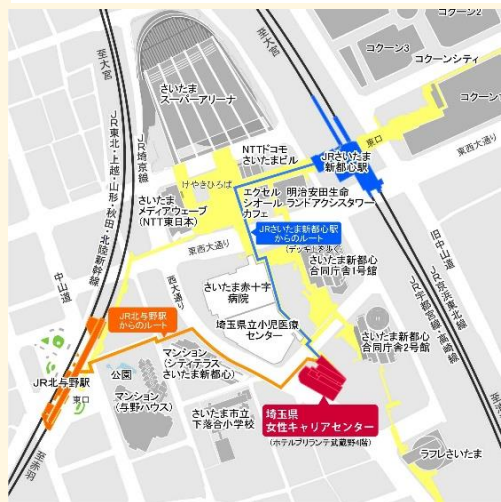 至大宮
至大宮
コクーン2
コクーン3
コクーンシティ
さいたま
スーパーアリーナ
JR埼京線
JR東北・上越・山形・秋田・北陸新幹線
NTTドコモ
さいたまビル
JRさいたま
新都心駅
東口
東西大通り
けやきひろば
さいたま
メディアウェーブ
(NTT東日本)
エクセル
シオール
カフェ
明治安田生命
ランドアクシスタワー
JRさいたま新都心駅
からのルート
(デッキ上を歩く)
東西大通り
中山道
西大通り
さいたま新都心
合同庁舎1号館
旧中山道
さいたま赤十字
病院
埼玉県立小児医療
センター
JR北与野駅
からのルート
さいたま新都心
合同庁舎2号館
JR京浜東北線
JR宇都宮線・高崎線
JR北与野駅
東口
公園
マンション
(シティテラス
さいたま新都心)
マンション
(与野ハウス)
さいたま市立
下落合小学校
埼玉県
女性キャリアセンター
(ホテルブリランテ武蔵野4階)
ラフレさいたま
至赤羽
至赤羽